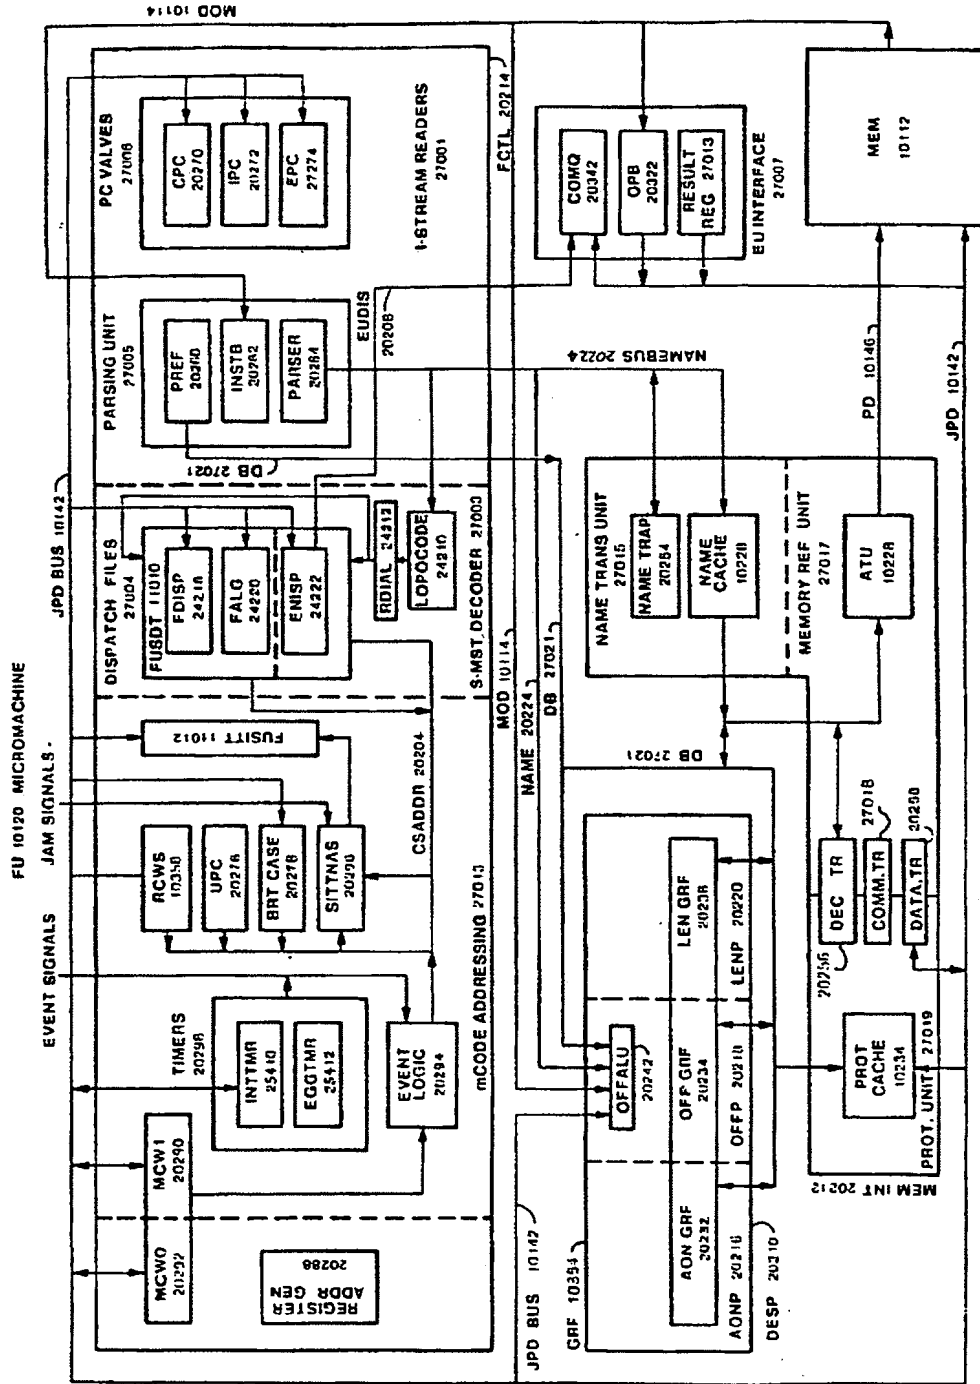 FU 10120 MICROMACHINE
MOD 10114
EVENT SIGNALS
JAM SIGNALS
JPD BUS 10142
MCW0
20292
MCW1
20290
REGISTER
ADDR GEN
20288
TIMERS
20296
INTTMR
25410
EGGTMR
25412
EVENT
LOGIC
20294
mCODE ADDRESSING 27013
RCWS
10358
UPC
20276
BRT CASE
20278
SITTNAS
FUSITT 11012
CSADDR 20204
DISPATCH FILES
27004
FUSDT 11010
FDISP
24218
FALG
24220
24222
RDIAL 24212
LOPOCODE
24210
DECODER 27003
PARSING UNIT
27005
PREF
20260
INSTB
20262
PARSER
20264
DB 27021
EUDIS
20206
PC VALVES
27006
CPC
20270
IPC
20272
EPC
27274
I-STREAM READERS
27001
FCTL 20214
COMQ
20342
OPB
20322
RESULT
REG 27013
EU INTERFACE
27007
MEM
10112
JPD BUS 10142
MOD 10114
NAME 20224
DB 27021
NAMEBUS 20224
GRF 10354
OFFALU
20242
AON GRF
20232
OFF GRF
20234
LEN GRF
20236
AONP 20216
OFFP 20218
LENP 20220
DESP 20210
DB 27021
NAME TRANS UNIT
27015
NAME TRAP
20254
NAME
CACHE
10226
MEMORY REF UNIT
27017
ATU
10228
PD 10146
JPD 10142
DEC TR
20256
COMM.TR
27018
DATA.TR
PROT
CACHE
10234
PROT. UNIT 27019
MEM INT 20212